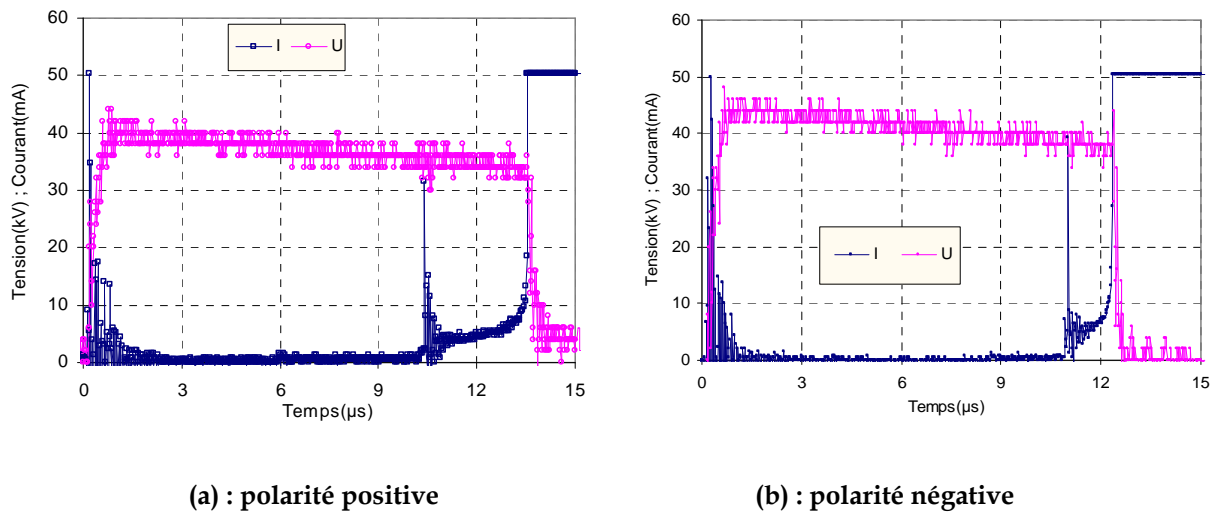 60
50
40
30
20
10
0
Tension(kV) ; Courant(mA)
I U
0 3 6 9 12 15
Temps(µs)
60
50
40
30
20
10
0
Tension(kV) ; Courant(mA)
I U
0 3 6 9 12 15
Temps(µs)
(a) : polarité positive
(b) : polarité négative